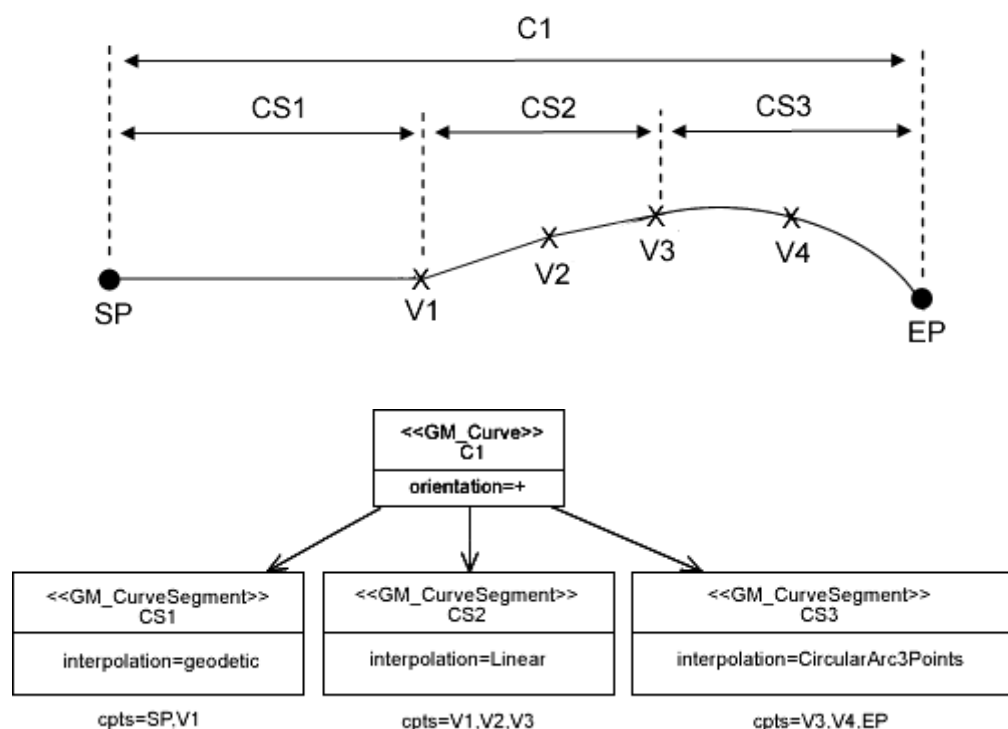 C1
CS1 CS2 CS3
SP V1 V2 V3 V4 EP
<<GM_Curve>>
C1
orientation=+
<<GM_CurveSegment>>
CS1
interpolation=geodetic
cpts=SP,V1
<<GM_CurveSegment>>
CS2
interpolation=Linear
cpts=V1,V2,V3
<<GM_CurveSegment>>
CS3
interpolation=CircularArc3Points
cpts=V3,V4,EP